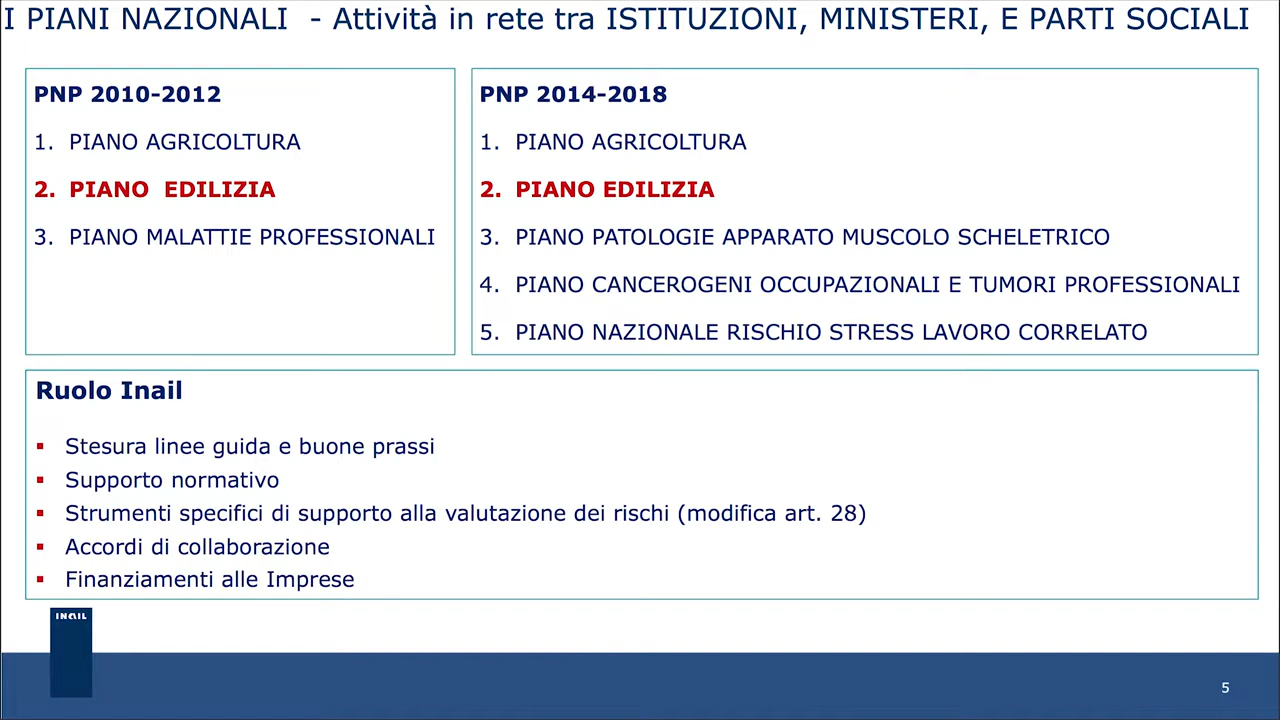 I PIANI NAZIONALI - Attività in rete tra ISTITUZIONI, MINISTERI, E PARTI SOCIALI
PNP 2010-2012
1. PIANO AGRICOLTURA
2. PIANO EDILIZIA
3. PIANO MALATTIE PROFESSIONALI
PNP 2014-2018
1. PIANO AGRICOLTURA
2. PIANO EDILIZIA
3. PIANO PATOLOGIE APPARATO MUSCOLO SCHELETRICO
4. PIANO CANCEROGENI OCCUPAZIONALI E TUMORI PROFESSIONALI
5. PIANO NAZIONALE RISCHIO STRESS LAVORO CORRELATO
Ruolo Inail
▪ Stesura linee guida e buone prassi
▪ Supporto normativo
▪ Strumenti specifici di supporto alla valutazione dei rischi (modifica art. 28)
▪ Accordi di collaborazione
▪ Finanziamenti alle Imprese
INAIL
5